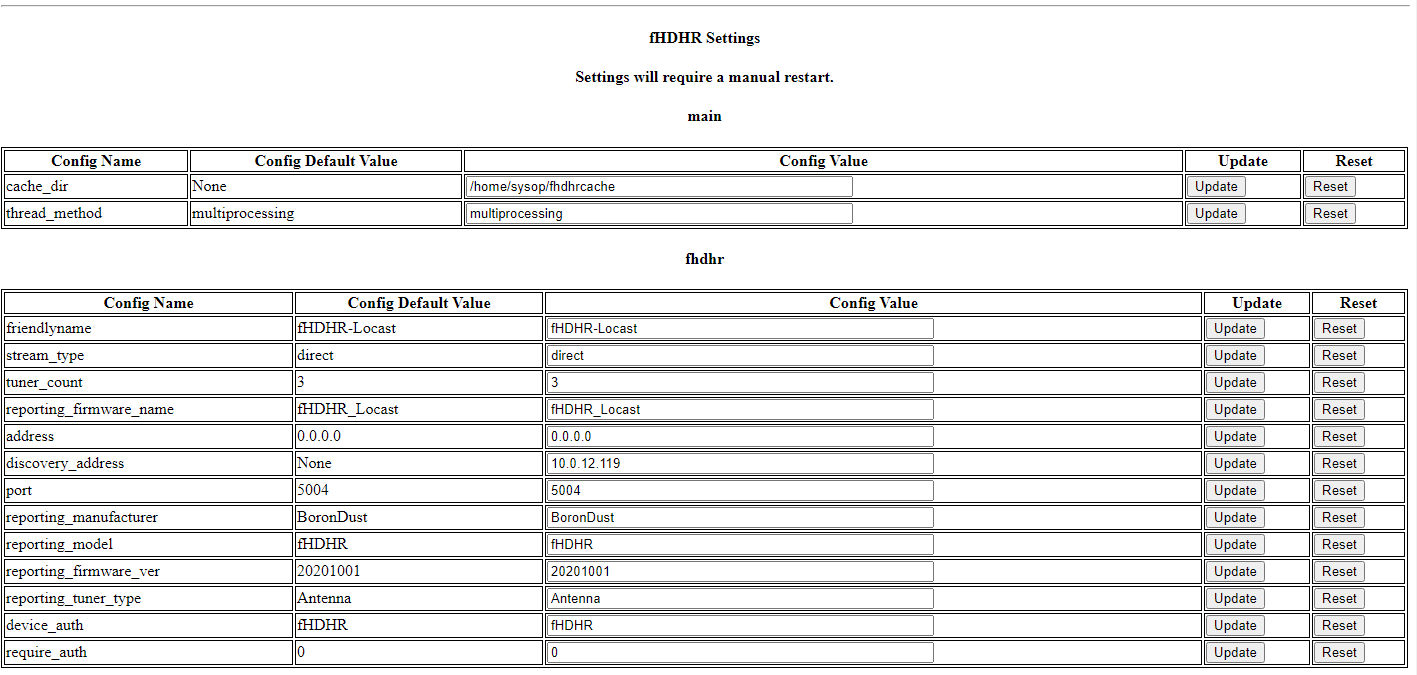 fHDHR Settings
Settings will require a manual restart.
main
Config Name Config Default Value Config Value Update Reset
cache_dir None /home/sysop/fhdhrcache Update Reset
thread_method multiprocessing multiprocessing Update Reset
fhdhr
Config Name Config Default Value Config Value Update Reset
friendlyname fHDHR-Locast fHDHR-Locast Update Reset
stream_type direct direct Update Reset
tuner_count 3 3 Update Reset
reporting_firmware_name fHDHR_Locast fHDHR_Locast Update Reset
address 0.0.0.0 0.0.0.0 Update Reset
discovery_address None 10.0.12.119 Update Reset
port 5004 5004 Update Reset
reporting_manufacturer BoronDust BoronDust Update Reset
reporting_model fHDHR fHDHR Update Reset
reporting_firmware_ver 20201001 20201001 Update Reset
reporting_tuner_type Antenna Antenna Update Reset
device_auth fHDHR fHDHR Update Reset
require_auth 0 0 Update Reset